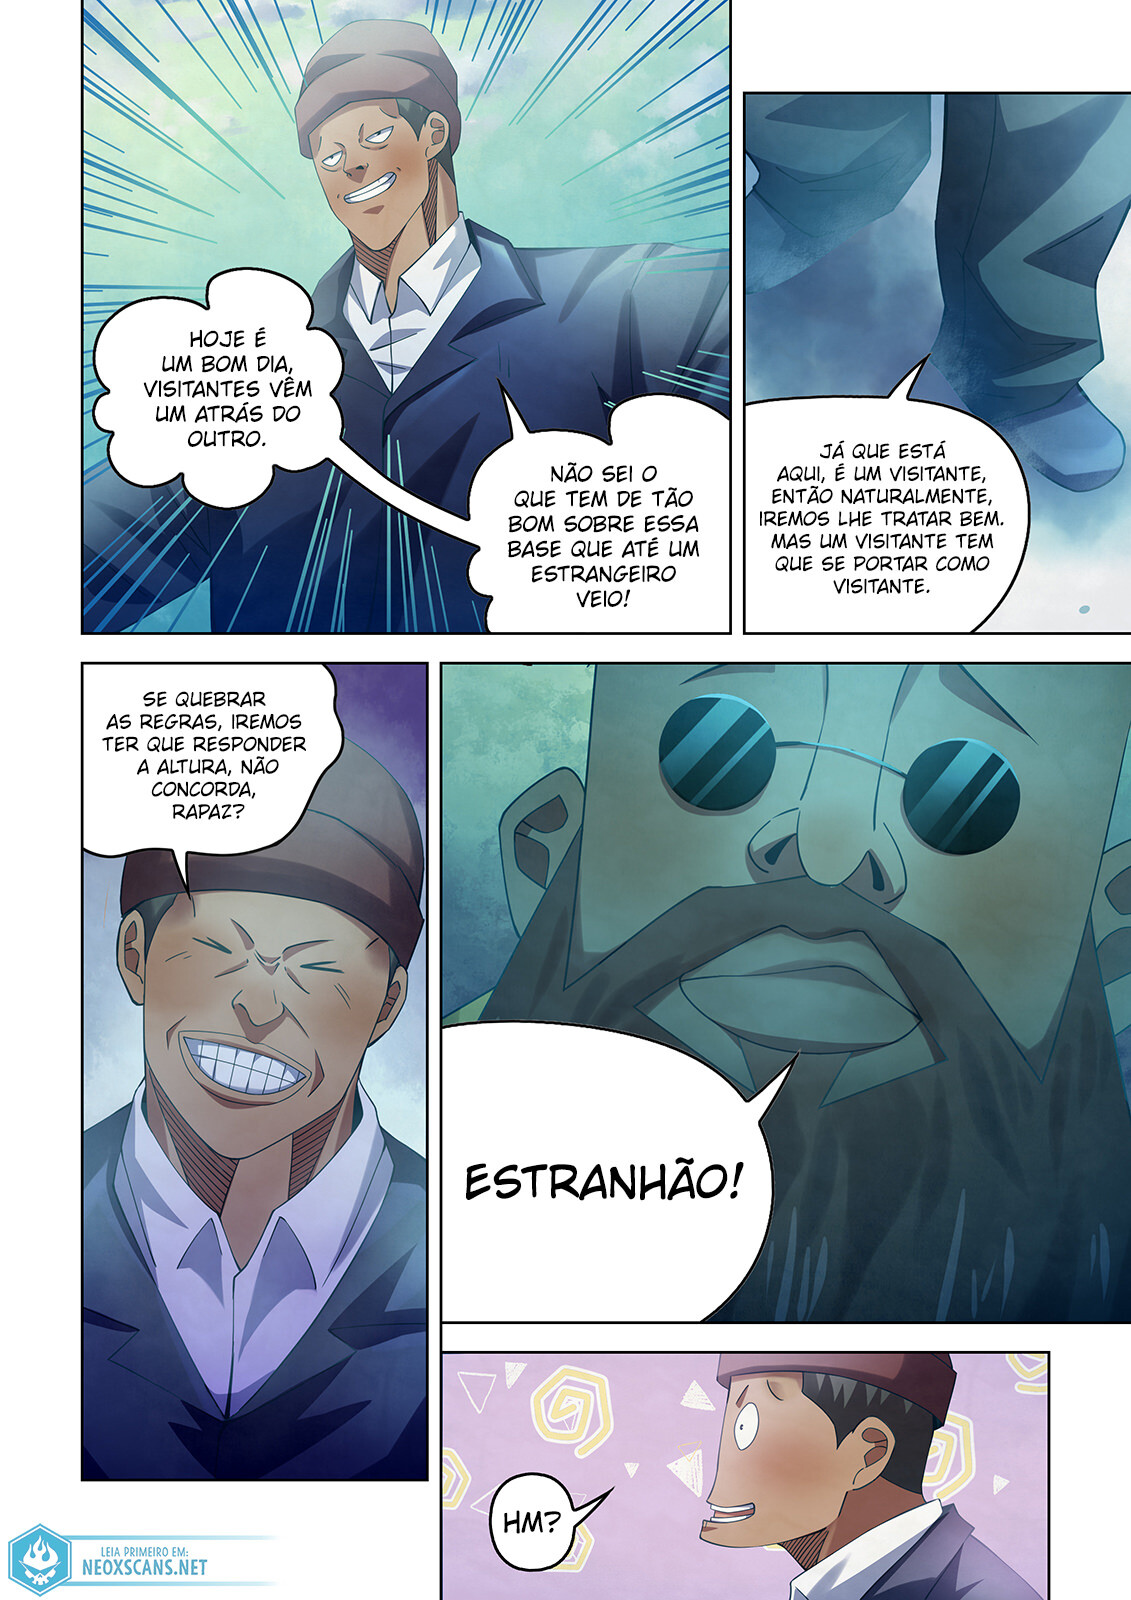 HOJE É
UM BOM DIA,
VISITANTES VÊM
UM ATRÁS DO
OUTRO.
NÃO SEI O
QUE TEM DE TÃO
BOM SOBRE ESSA
BASE QUE ATÉ UM
ESTRANGEIRO
VEIO!
JÁ QUE ESTÁ
AQUI, É UM VISITANTE,
ENTÃO NATURALMENTE,
IREMOS LHE TRATAR BEM.
MAS UM VISITANTE TEM
QUE SE PORTAR COMO
VISITANTE.
SE QUEBRAR
AS REGRAS, IREMOS
TER QUE RESPONDER
A ALTURA, NÃO
CONCORDA,
RAPAZ?
ESTRANHÃO!
HM?
LEIA PRIMEIRO EM:
NEOXSCANS.NET